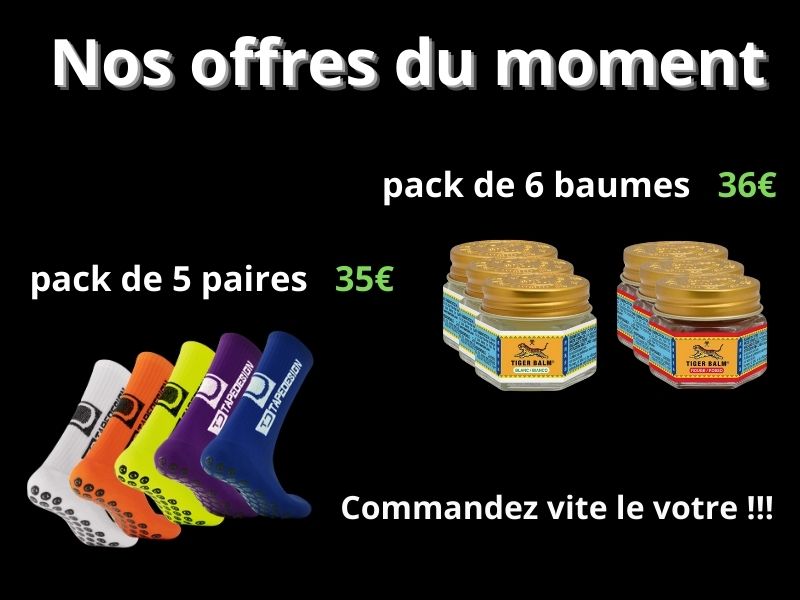 Nos offres du moment
pack de 6 baumes 36€
pack de 5 paires 35€
TIGER BALM
BLANC/BIANCO
TIGER BALM
ROUGE/ROSSO
TAPEDESIGN
TAPEDESIGN
Commandez vite le votre !!!